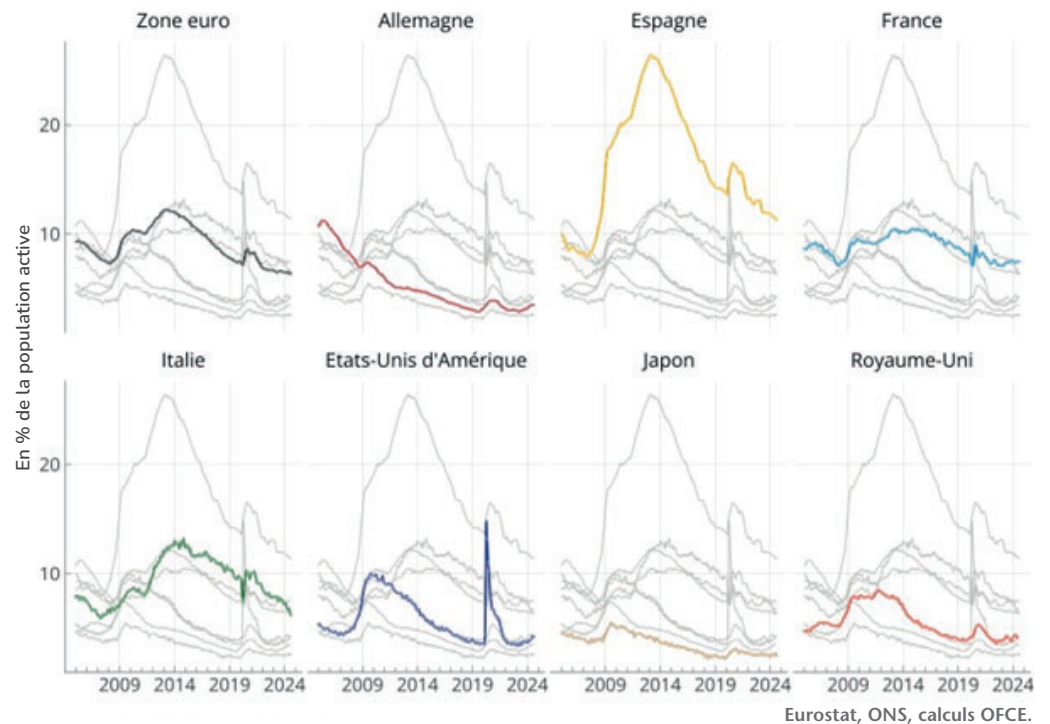 Zone euro
Allemagne
Espagne
France
20
10
En % de la population active
Italie
Etats-Unis d'Amérique
Japon
Royaume-Uni
20
10
2009 2014 2019 2024
2009 2014 2019 2024
2009 2014 2019 2024
2009 2014 2019 2024
Eurostat, ONS, calculs OFCE.